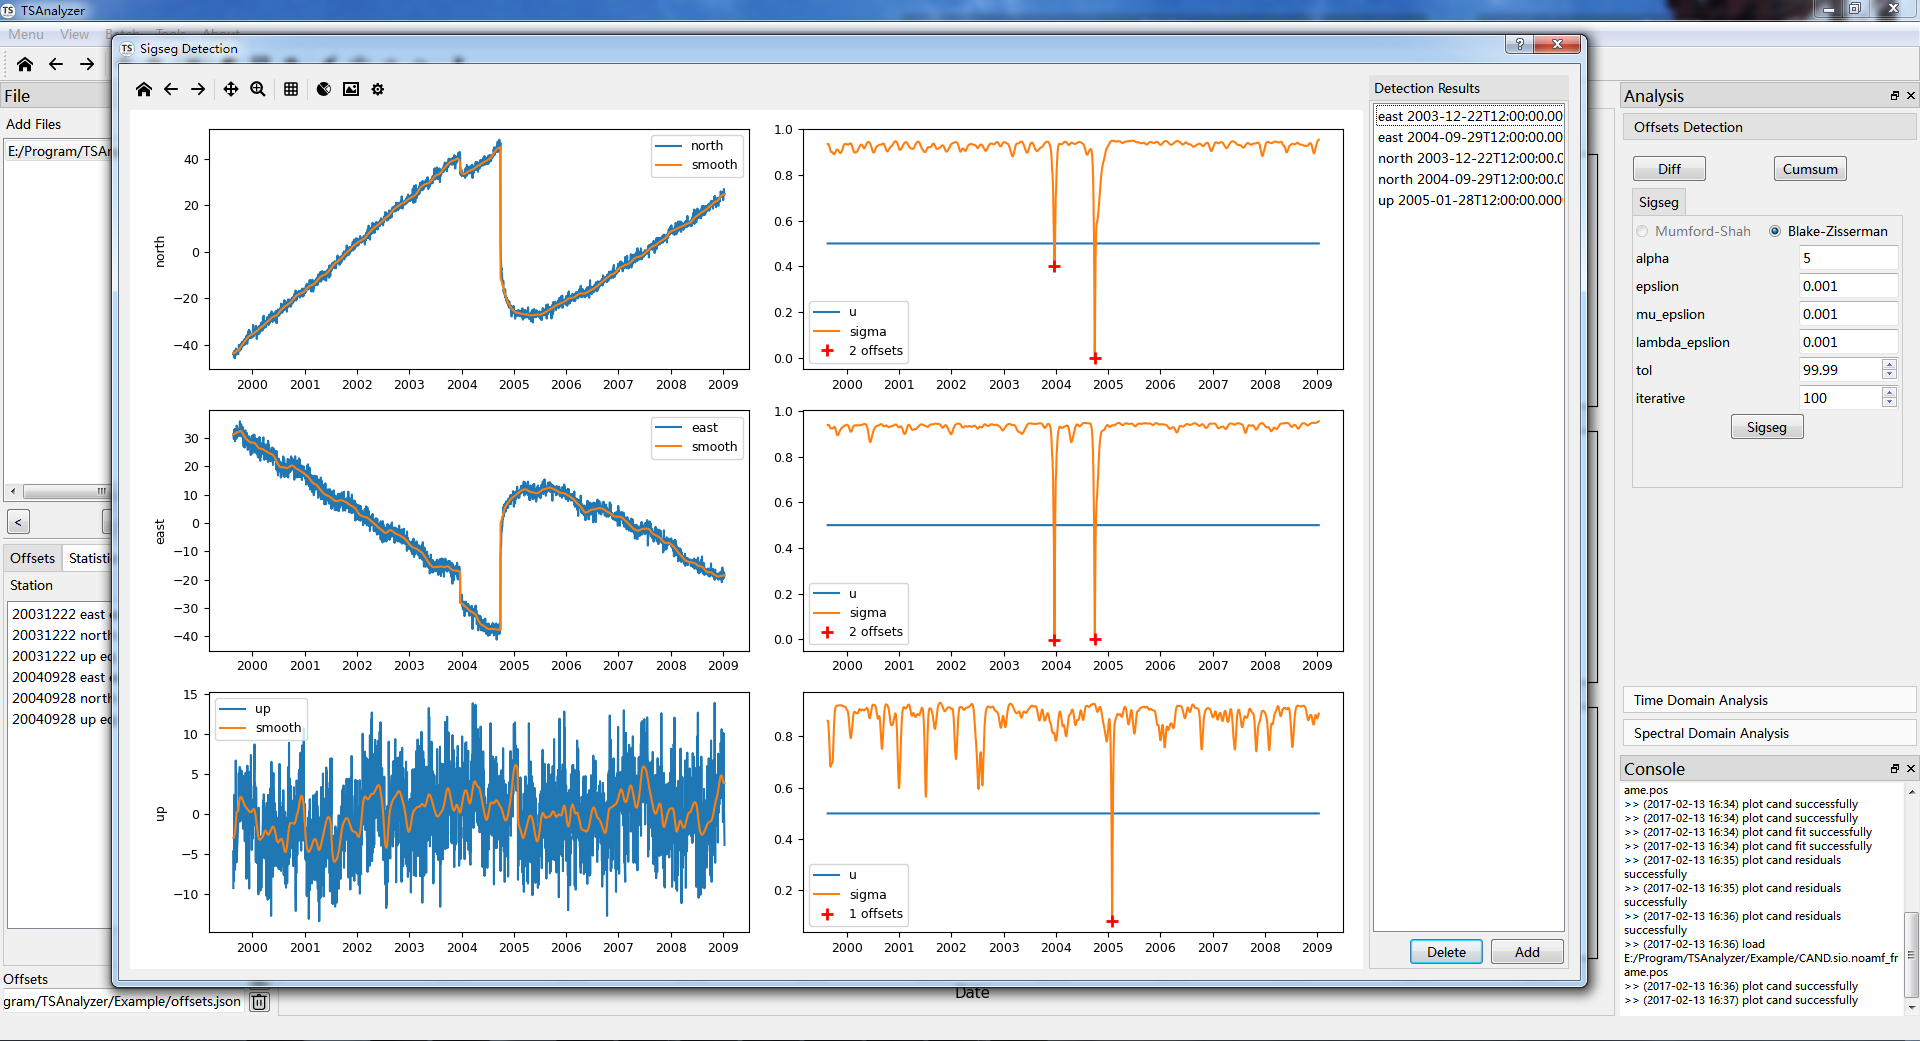 TS TSAnalyzer
Menu View Batch Tools About
TS Sigseg Detection
File
Add Files
E:/Program/TSAr
<
Offsets Statisti
Station
20031222 east
20031222 north
20031222 up
20040928 east
20040928 north
20040928 up
Offsets
gram/TSAnalyzer/Example/offsets.json
north
smooth
40
20
0
−20
−40
north
2000 2001 2002 2003 2004 2005 2006 2007 2008 2009
1.0
0.8
0.6
0.4
0.2
0.0
u
sigma
2 offsets
2000 2001 2002 2003 2004 2005 2006 2007 2008 2009
east
smooth
30
20
10
0
−10
−20
−30
−40
east
2000 2001 2002 2003 2004 2005 2006 2007 2008 2009
1.0
0.8
0.6
0.4
0.2
0.0
u
sigma
2 offsets
2000 2001 2002 2003 2004 2005 2006 2007 2008 2009
up
smooth
15
10
5
0
−5
−10
up
2000 2001 2002 2003 2004 2005 2006 2007 2008 2009
0.8
0.6
0.4
0.2
u
sigma
1 offsets
2000 2001 2002 2003 2004 2005 2006 2007 2008 2009
Date
Detection Results
east 2003-12-22T12:00:00.00
east 2004-09-29T12:00:00.00
north 2003-12-22T12:00:00.0
north 2004-09-29T12:00:00.0
up 2005-01-28T12:00:00.000
Delete Add
Analysis
Offsets Detection
Diff Cumsum
Sigseg
Mumford-Shah Blake-Zisserman
alpha 5
epslion 0.001
mu_epslion 0.001
lambda_epslion 0.001
tol 99.99
iterative 100
Sigseg
Time Domain Analysis
Spectral Domain Analysis
Console
ame.pos
>> (2017-02-13 16:34) plot cand successfully
>> (2017-02-13 16:34) plot cand successfully
>> (2017-02-13 16:34) plot cand fit successfully
>> (2017-02-13 16:34) plot cand fit successfully
>> (2017-02-13 16:35) plot cand residuals
successfully
>> (2017-02-13 16:35) plot cand residuals
successfully
>> (2017-02-13 16:36) plot cand residuals
successfully
>> (2017-02-13 16:36) load
E:/Program/TSAnalyzer/Example/CAND.sio.noamf_fr
ame.pos
>> (2017-02-13 16:36) plot cand successfully
>> (2017-02-13 16:37) plot cand successfully